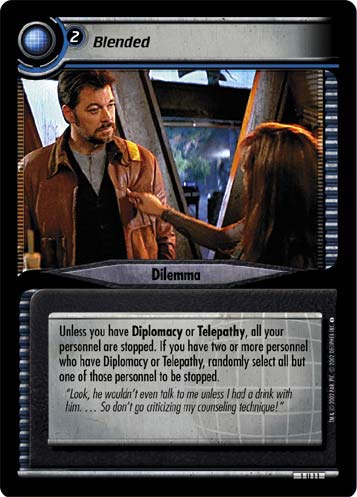 2 Blended
Dilemma
Unless you have Diplomacy or Telepathy, all your
personnel are stopped. If you have two or more personnel
who have Diplomacy or Telepathy, randomly select all but
one of those personnel to be stopped.
"Look, he wouldn't even talk to me unless I had a drink with
him. … So don't go criticizing my counseling technique!"